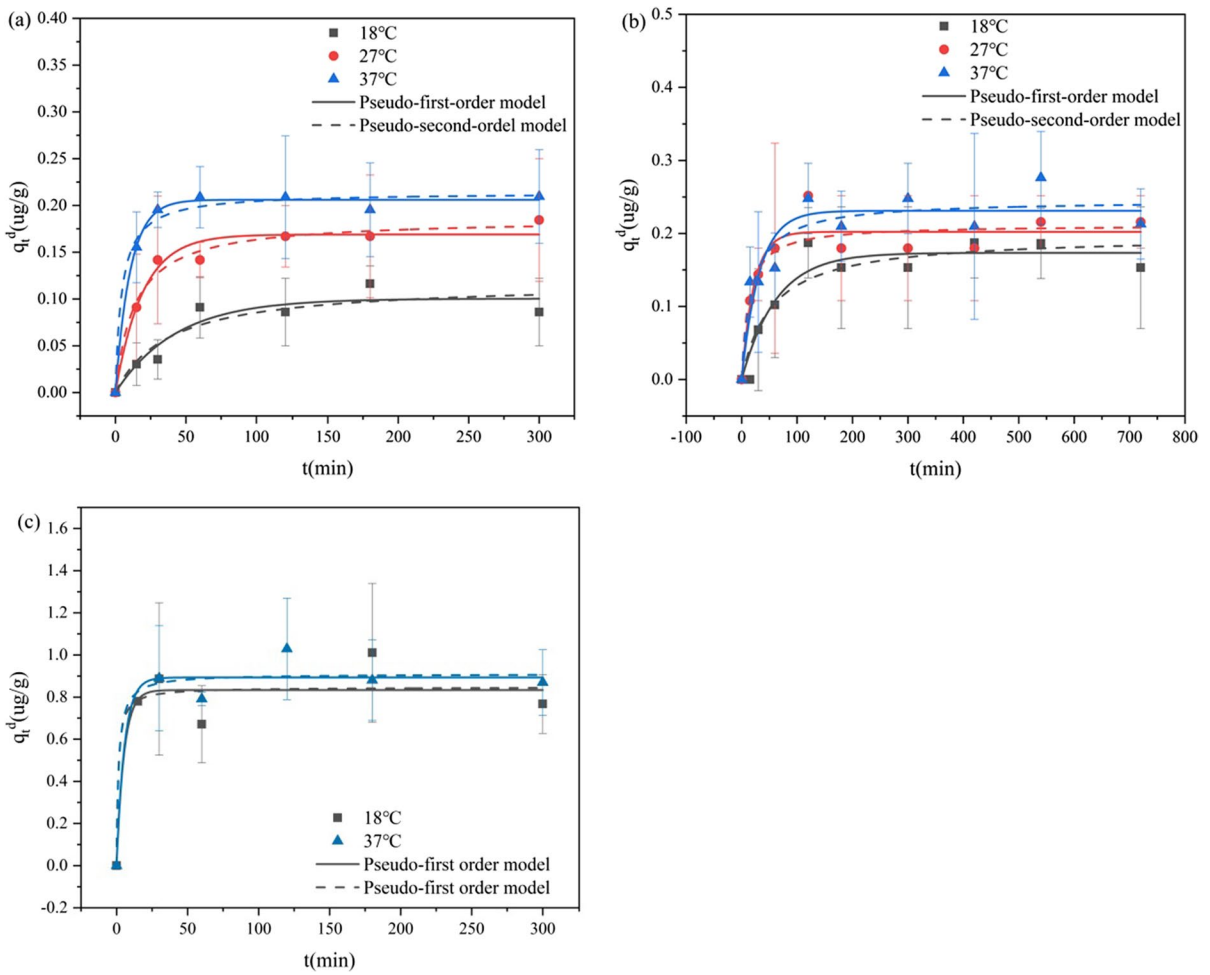 (a)
0.40
0.35
0.30
0.25
0.20
0.15
0.10
0.05
0.00
qtd(ug/g)
18℃
27℃
37℃
Pseudo-first-order model
Pseudo-second-ordel model
0 50 100 150 200 250 300
t(min)
(b)
0.5
0.4
0.3
0.2
0.1
0.0
qtd(ug/g)
18℃
27℃
37℃
Pseudo-first-order model
Pseudo-second-order model
-100 0 100 200 300 400 500 600 700 800
t(min)
(c)
1.6
1.4
1.2
1.0
0.8
0.6
0.4
0.2
0.0
-0.2
qtd(ug/g)
18℃
37℃
Pseudo-first order model
Pseudo-first order model
0 50 100 150 200 250 300
t(min)